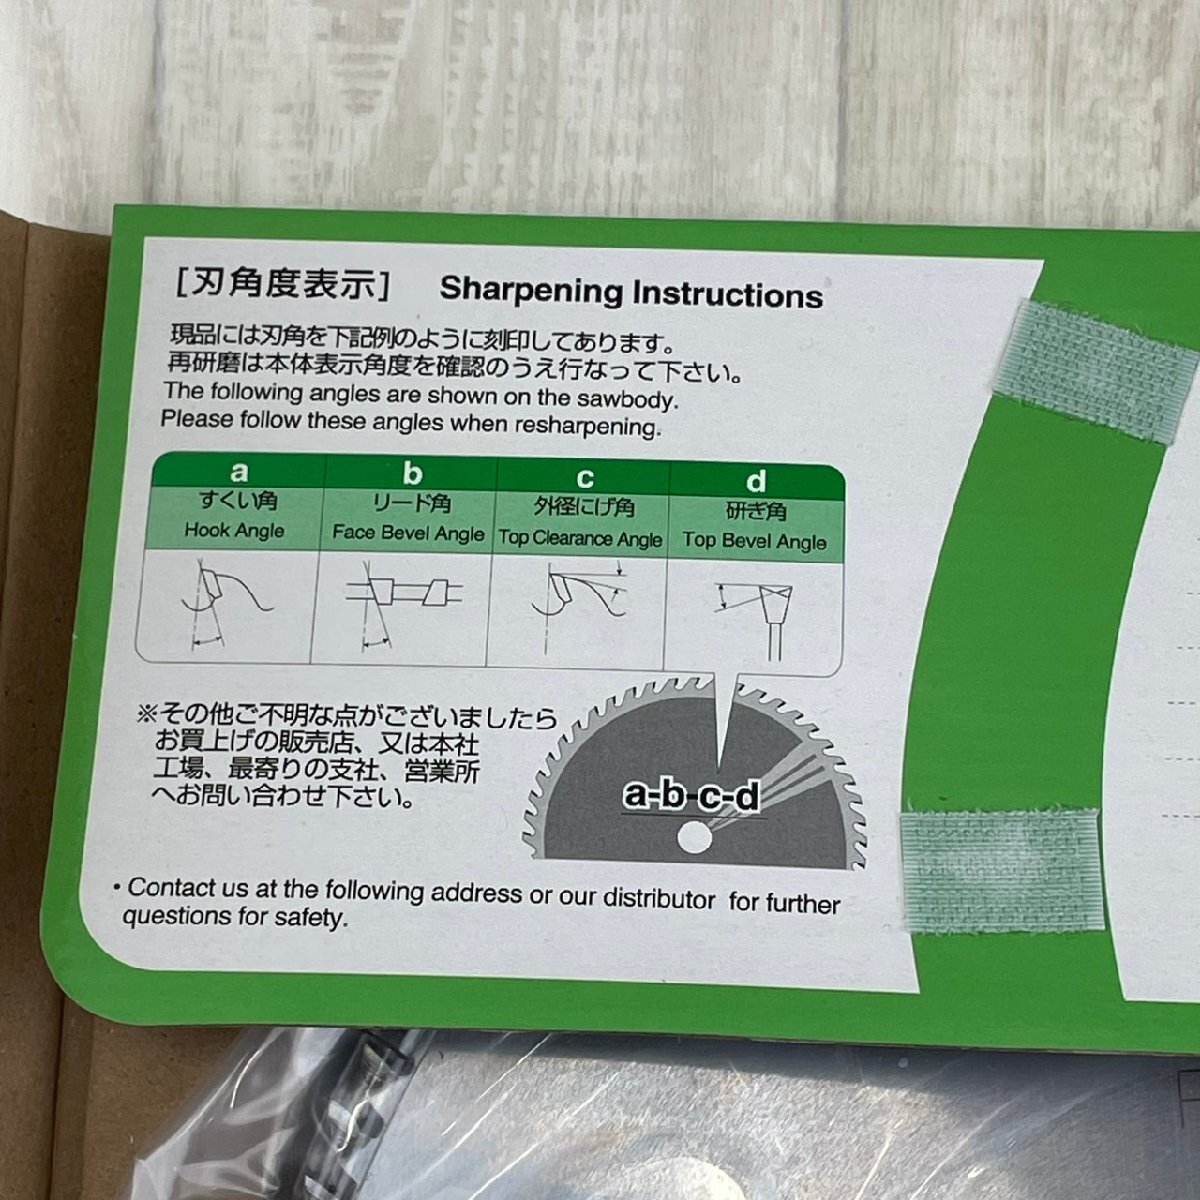 [刃角度表示] Sharpening Instructions
現品には刃角を下記例のように刻印してあります。
再研磨は本体表示角度を確認のうえ行なって下さい。
The following angles are shown on the sawbody.
Please follow these angles when resharpening.
a b c d
すくい角 リード角 外径にげ角 研ぎ角
Hook Angle Face Bevel Angle Top Clearance Angle Top Bevel Angle
※その他ご不明な点がございましたら
お買上げの販売店、又は本社
工場、最寄りの支社、営業所
へお問い合わせ下さい。
a-b-c-d
・Contact us at the following address or our distributor for further
questions for safety.